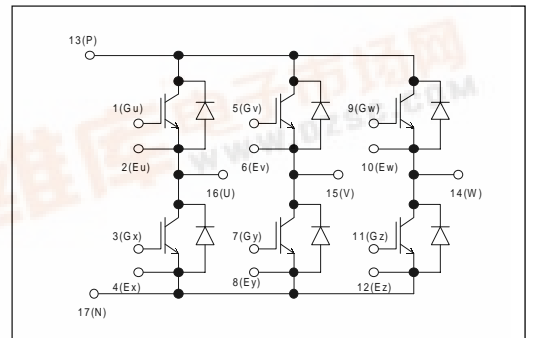 13(P)
1(Gu) 5(Gv) 9(Gw)
2(Eu) 6(Ev) 10(Ew)
16(U) 15(V) 14(W)
3(Gx) 7(Gy) 11(Gz)
4(Ex) 8(Ey) 12(Ez)
17(N)